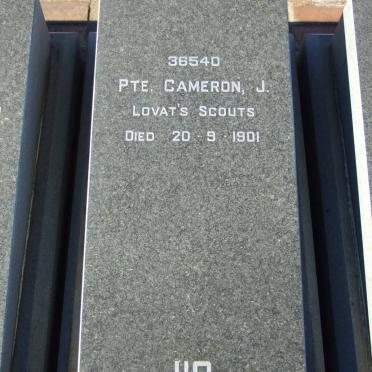 36540
PTE. CAMERON, J.
LOVAT'S SCOUTS
DIED 20 - 9 - 1901